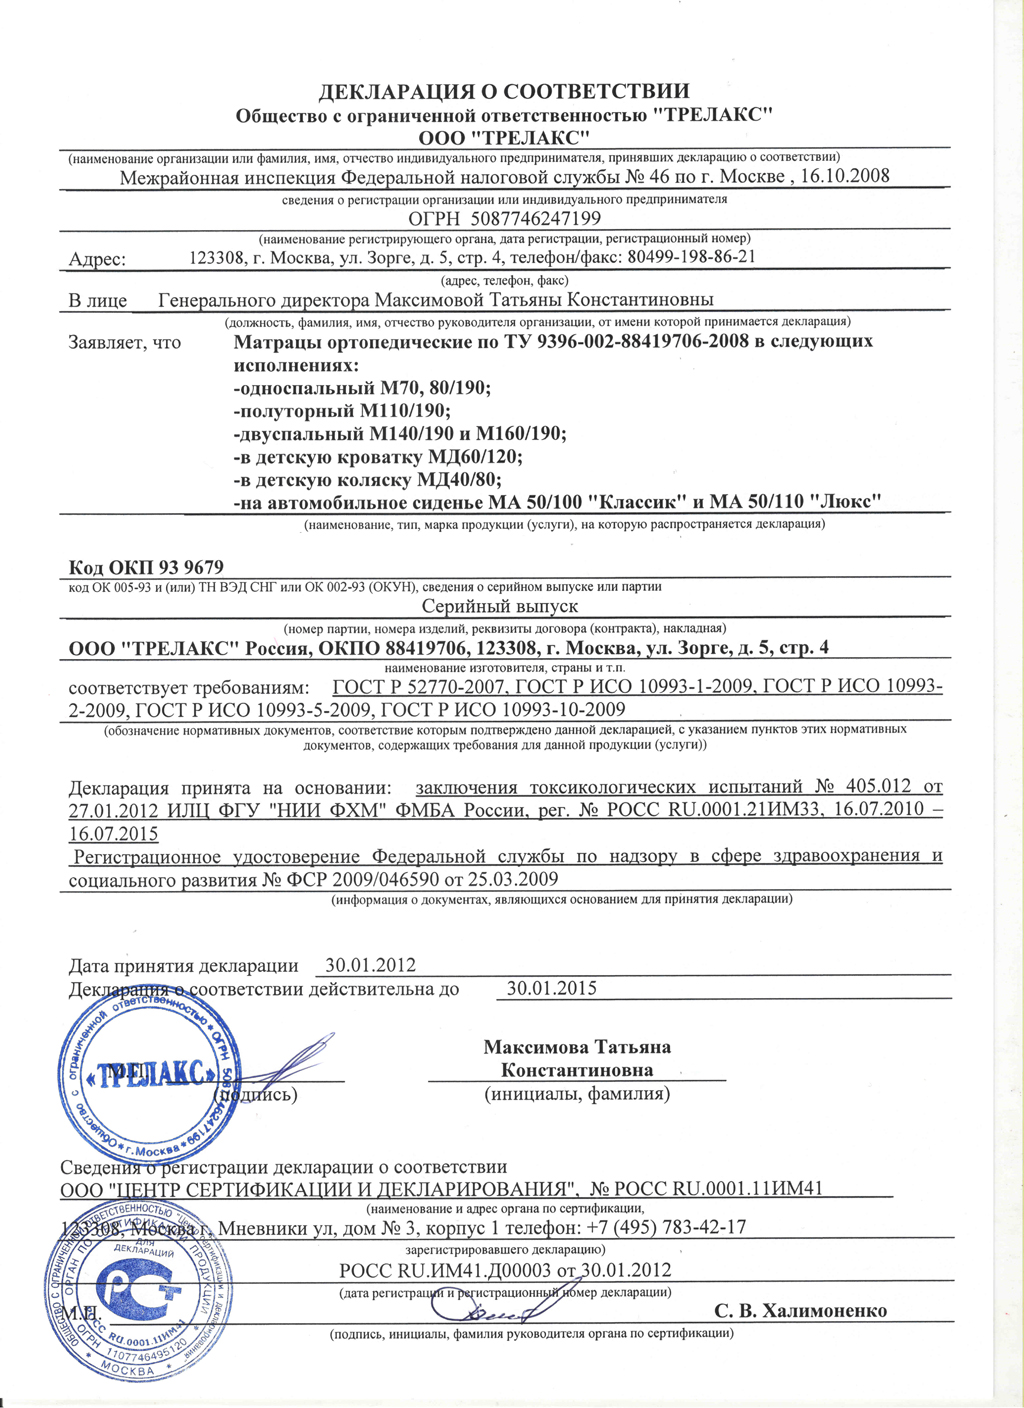 ДЕКЛАРАЦИЯ О СООТВЕТСТВИИ
Общество с ограниченной ответственностью "ТРЕЛАКС"
ООО "ТРЕЛАКС"
(наименование организации или фамилия, имя, отчество индивидуального предпринимателя, принявших декларацию о соответствии)
Межрайонная инспекция Федеральной налоговой службы № 46 по г. Москве , 16.10.2008
сведения о регистрации организации или индивидуального предпринимателя
ОГРН 5087746247199
(наименование регистрирующего органа, дата регистрации, регистрационный номер)
Адрес: 123308, г. Москва, ул. Зорге, д. 5, стр. 4, телефон/факс: 80499-198-86-21
(адрес, телефон, факс)
В лице Генерального директора Максимовой Татьяны Константиновны
(должность, фамилия, имя, отчество руководителя организации, от имени которой принимается декларация)
Заявляет, что Матрацы ортопедические по ТУ 9396-002-88419706-2008 в следующих
исполнениях:
-односпальный М70, 80/190;
-полуторный М110/190;
-двуспальный М140/190 и М160/190;
-в детскую кроватку МД60/120;
-в детскую коляску МД40/80;
-на автомобильное сиденье МА 50/100 "Классик" и МА 50/110 "Люкс"
(наименование, тип, марка продукции (услуги), на которую распространяется декларация)
Код ОКП 93 9679
код ОК 005-93 и (или) ТН ВЭД СНГ или ОК 002-93 (ОКУН), сведения о серийном выпуске или партии
Серийный выпуск
(номер партии, номера изделий, реквизиты договора (контракта), накладная)
ООО "ТРЕЛАКС" Россия, ОКПО 88419706, 123308, г. Москва, ул. Зорге, д. 5, стр. 4
наименование изготовителя, страны и т.п.
соответствует требованиям: ГОСТ Р 52770-2007, ГОСТ Р ИСО 10993-1-2009, ГОСТ Р ИСО 10993-
2-2009, ГОСТ Р ИСО 10993-5-2009, ГОСТ Р ИСО 10993-10-2009
(обозначение нормативных документов, соответствие которым подтверждено данной декларацией, с указанием пунктов этих нормативных
документов, содержащих требования для данной продукции (услуги))
Декларация принята на основании: заключения токсикологических испытаний № 405.012 от
27.01.2012 ИЛЦ ФГУ "НИИ ФХМ" ФМБА России, рег. № РОСС RU.0001.21ИМ33, 16.07.2010 –
16.07.2015
Регистрационное удостоверение Федеральной службы по надзору в сфере здравоохранения и
социального развития № ФСР 2009/046590 от 25.03.2009
(информация о документах, являющихся основанием для принятия декларации)
Дата принятия декларации 30.01.2012
Декларация о соответствии действительна до 30.01.2015
Общество с ограниченной ответственностью * ОГРН 5087746247199 * г.Москва *
«ТРЕЛАКС»
М.П.
(подпись)
Максимова Татьяна
Константиновна
(инициалы, фамилия)
Сведения о регистрации декларации о соответствии
ООО "ЦЕНТР СЕРТИФИКАЦИИ И ДЕКЛАРИРОВАНИЯ", № РОСС RU.0001.11ИМ41
(наименование и адрес органа по сертификации,
123308, Москва г, Мневники ул, дом № 3, корпус 1 телефон: +7 (495) 783-42-17
зарегистрировавшего декларацию)
РОСС RU.ИМ41.Д00003 от 30.01.2012
(дата регистрации и регистрационный номер декларации)
М.П. С. В. Халимоненко
(подпись, инициалы, фамилия руководителя органа по сертификации)
ОБЩЕСТВО С ОГРАНИЧЕННОЙ ОТВЕТСТВЕННОСТЬЮ "Центр сертификации и декларирования"
* МОСКВА *
ОРГАН ПО СЕРТИФИКАЦИИ ПРОДУКЦИИ
ОГРН 1107746495120
ДЛЯ
ДЕКЛАРАЦИЙ
РОСС RU.0001.11ИМ41